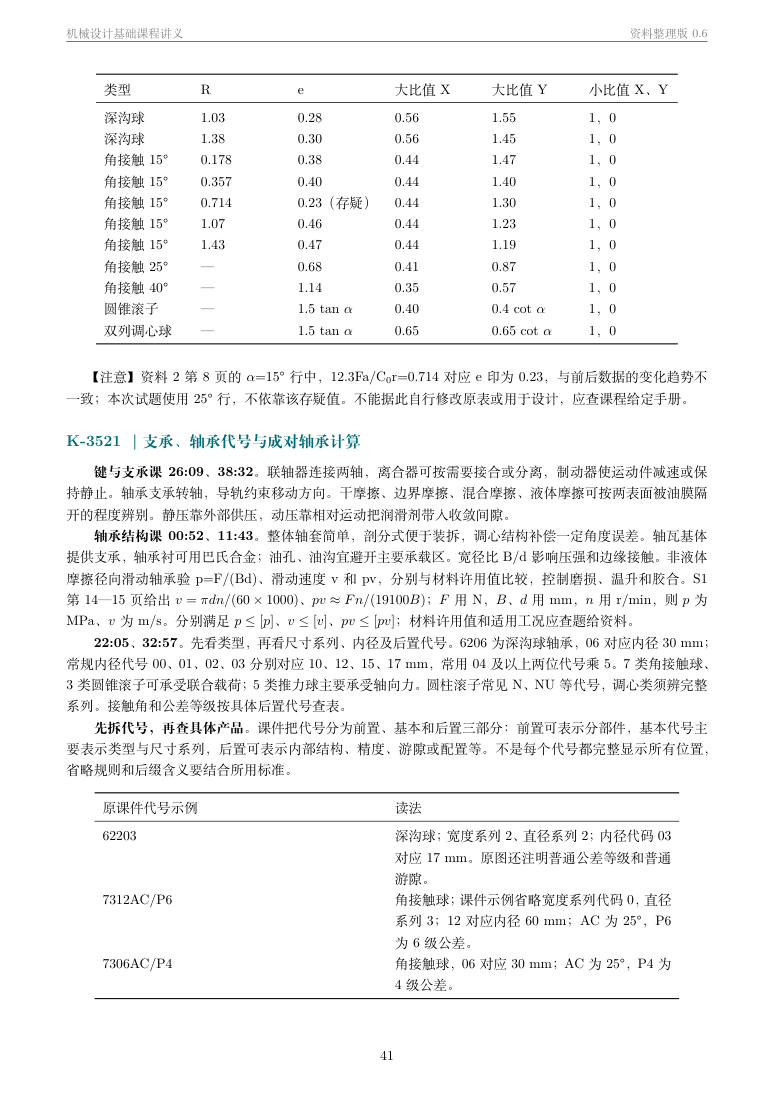 机械设计基础课程讲义 资料整理版 0.6
类型 R e 大比值 X 大比值 Y 小比值 X、Y
深沟球 1.03 0.28 0.56 1.55 1，0
深沟球 1.38 0.30 0.56 1.45 1，0
角接触 15° 0.178 0.38 0.44 1.47 1，0
角接触 15° 0.357 0.40 0.44 1.40 1，0
角接触 15° 0.714 0.23（存疑） 0.44 1.30 1，0
角接触 15° 1.07 0.46 0.44 1.23 1，0
角接触 15° 1.43 0.47 0.44 1.19 1，0
角接触 25° — 0.68 0.41 0.87 1，0
角接触 40° — 1.14 0.35 0.57 1，0
圆锥滚子 — 1.5 tan α 0.40 0.4 cot α 1，0
双列调心球 — 1.5 tan α 0.65 0.65 cot α 1，0
【注意】资料 2 第 8 页的 α=15° 行中，12.3Fa/C₀r=0.714 对应 e 印为 0.23，与前后数据的变化趋势不
一致；本次试题使用 25° 行，不依靠该存疑值。不能据此自行修改原表或用于设计，应查课程给定手册。
K-3521 ｜支承、轴承代号与成对轴承计算
键与支承课 26:09、38:32。联轴器连接两轴，离合器可按需要接合或分离，制动器使运动件减速或保
持静止。轴承支承转轴，导轨约束移动方向。干摩擦、边界摩擦、混合摩擦、液体摩擦可按两表面被油膜隔
开的程度辨别。静压靠外部供压，动压靠相对运动把润滑剂带入收敛间隙。
轴承结构课 00:52、11:43。整体轴套简单，剖分式便于装拆，调心结构补偿一定角度误差。轴瓦基体
提供支承，轴承衬可用巴氏合金；油孔、油沟宜避开主要承载区。宽径比 B/d 影响压强和边缘接触。非液体
摩擦径向滑动轴承验 p=F/(Bd)、滑动速度 v 和 pv，分别与材料许用值比较，控制磨损、温升和胶合。S1
第 14—15 页给出 v = πdn/(60 × 1000)、pv ≈ Fn/(19100B)；F 用 N，B、d 用 mm，n 用 r/min，则 p 为
MPa、v 为 m/s。分别满足 p ≤ [p]、v ≤ [v]、pv ≤ [pv]；材料许用值和适用工况应查题给资料。
22:05、32:57。先看类型，再看尺寸系列、内径及后置代号。6206 为深沟球轴承，06 对应内径 30 mm；
常规内径代号 00、01、02、03 分别对应 10、12、15、17 mm，常用 04 及以上两位代号乘 5。7 类角接触球、
3 类圆锥滚子可承受联合载荷；5 类推力球主要承受轴向力。圆柱滚子常见 N、NU 等代号，调心类须辨完整
系列。接触角和公差等级按具体后置代号查表。
先拆代号，再查具体产品。课件把代号分为前置、基本和后置三部分：前置可表示分部件，基本代号主
要表示类型与尺寸系列，后置可表示内部结构、精度、游隙或配置等。不是每个代号都完整显示所有位置，
省略规则和后缀含义要结合所用标准。
原课件代号示例 读法
62203 深沟球；宽度系列 2、直径系列 2；内径代码 03
对应 17 mm。原图还注明普通公差等级和普通
游隙。
7312AC/P6 角接触球；课件示例省略宽度系列代码 0，直径
系列 3；12 对应内径 60 mm；AC 为 25°，P6
为 6 级公差。
7306AC/P4 角接触球，06 对应 30 mm；AC 为 25°，P4 为
4 级公差。
41